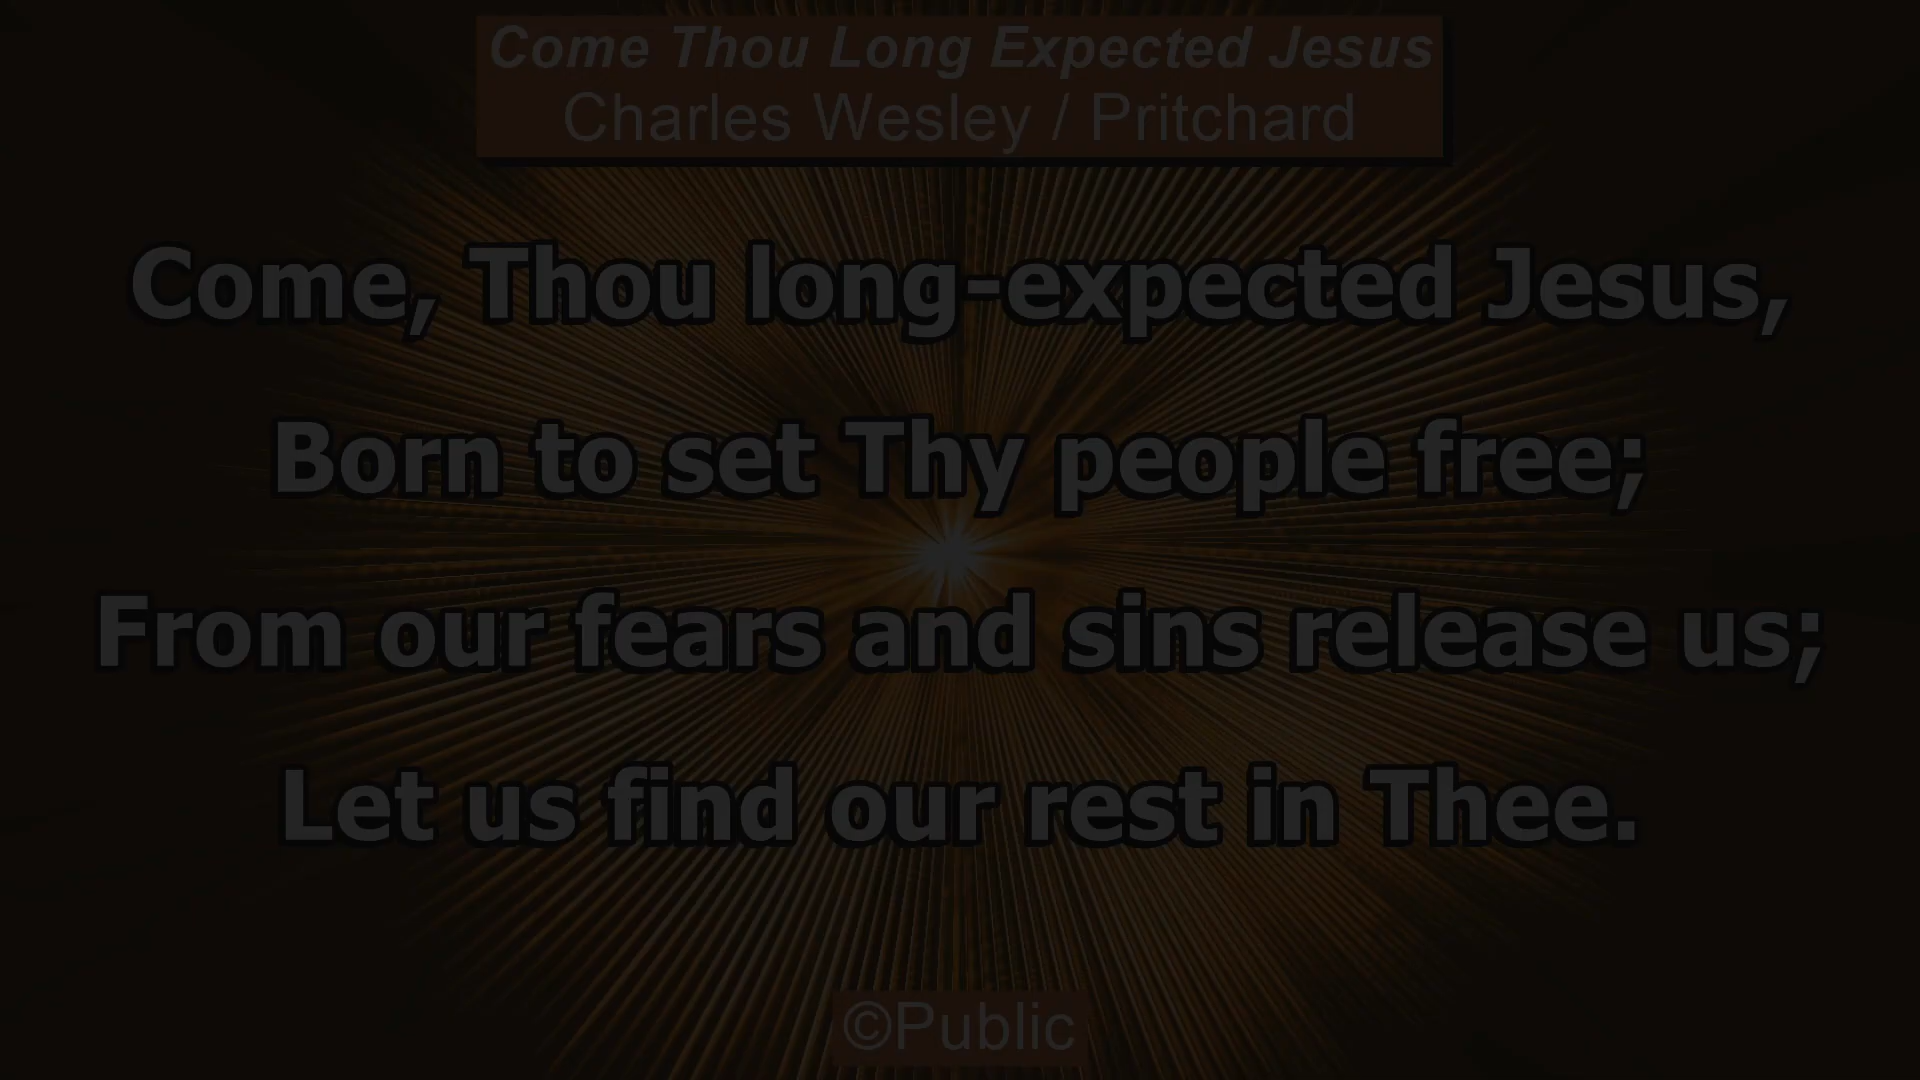 Come Thou Long Expected Jesus
Charles Wesley / Pritchard
Come, Thou long-expected Jesus,
Born to set Thy people free;
From our fears and sins release us;
Let us find our rest in Thee.
©Public